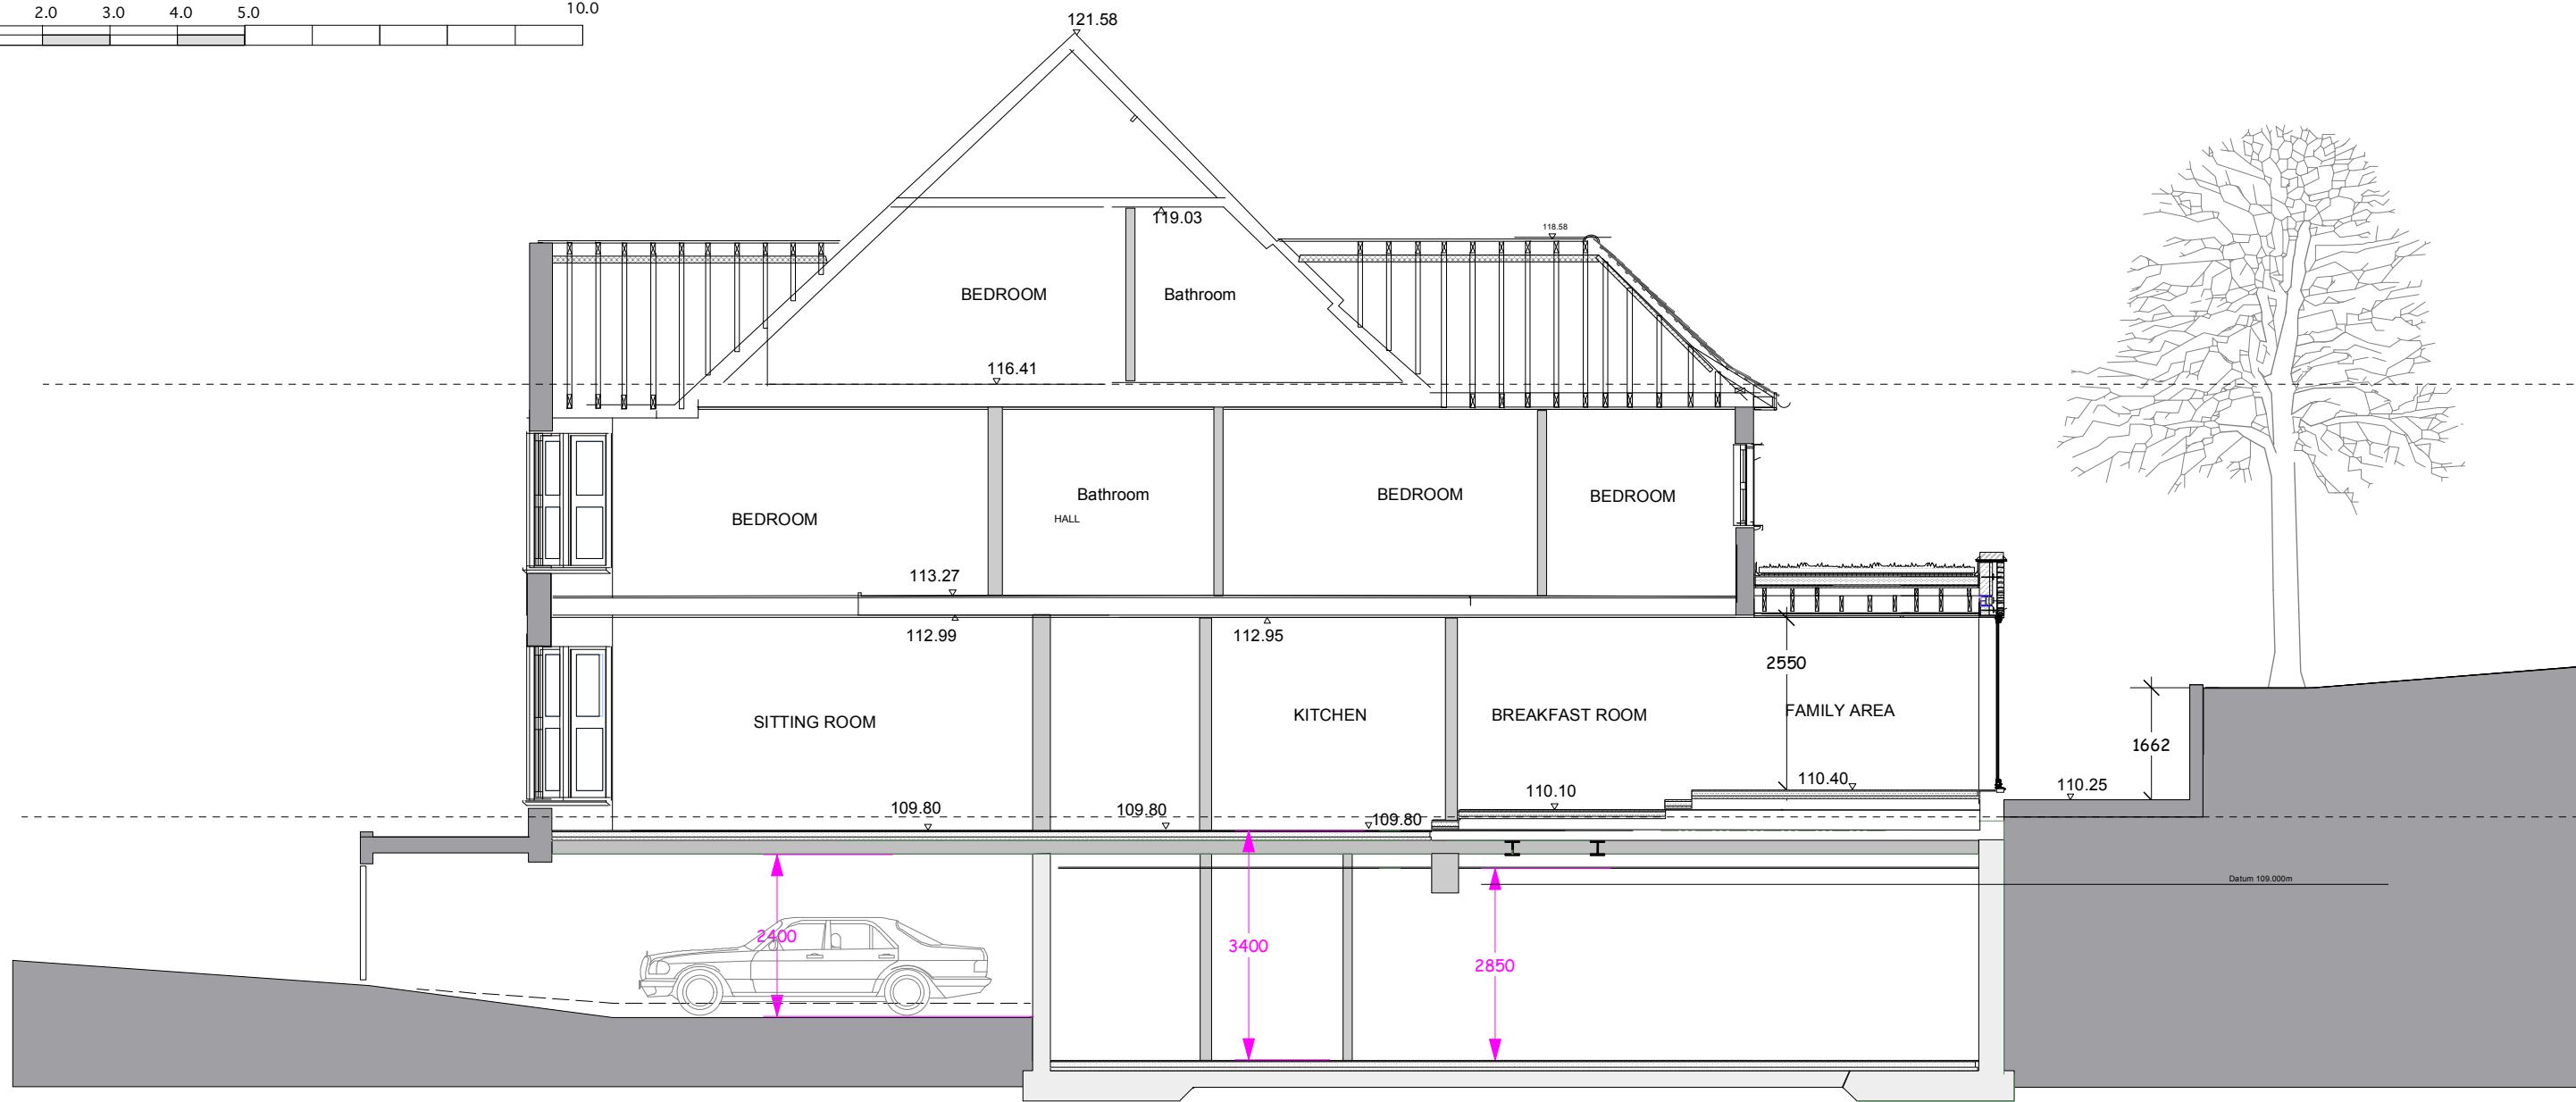 2.0 3.0 4.0 5.0 10.0
121.58
119.03
118.58
BEDROOM Bathroom
116.41
BEDROOM Bathroom BEDROOM BEDROOM
HALL
113.27
112.99 112.95
2550
SITTING ROOM KITCHEN BREAKFAST ROOM FAMILY AREA
1662
110.40 110.25
110.10
109.80 109.80 109.80
Datum 109.000m
2400 3400 2850